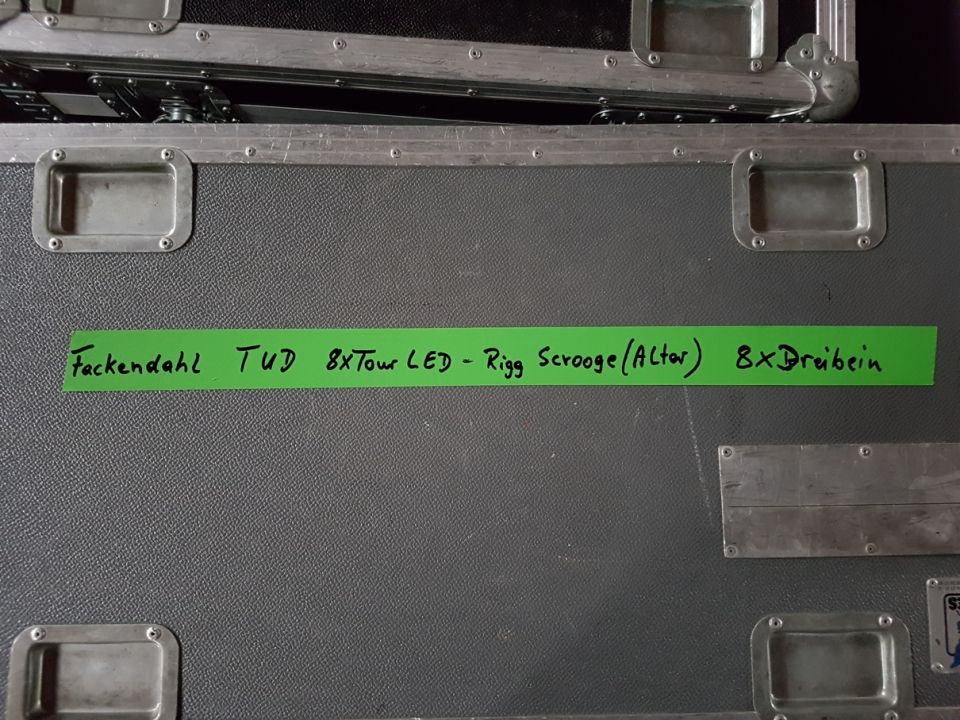 Fackendahl TUD 8xTour LED - Rigg Scrooge (Altar) 8xDreibein